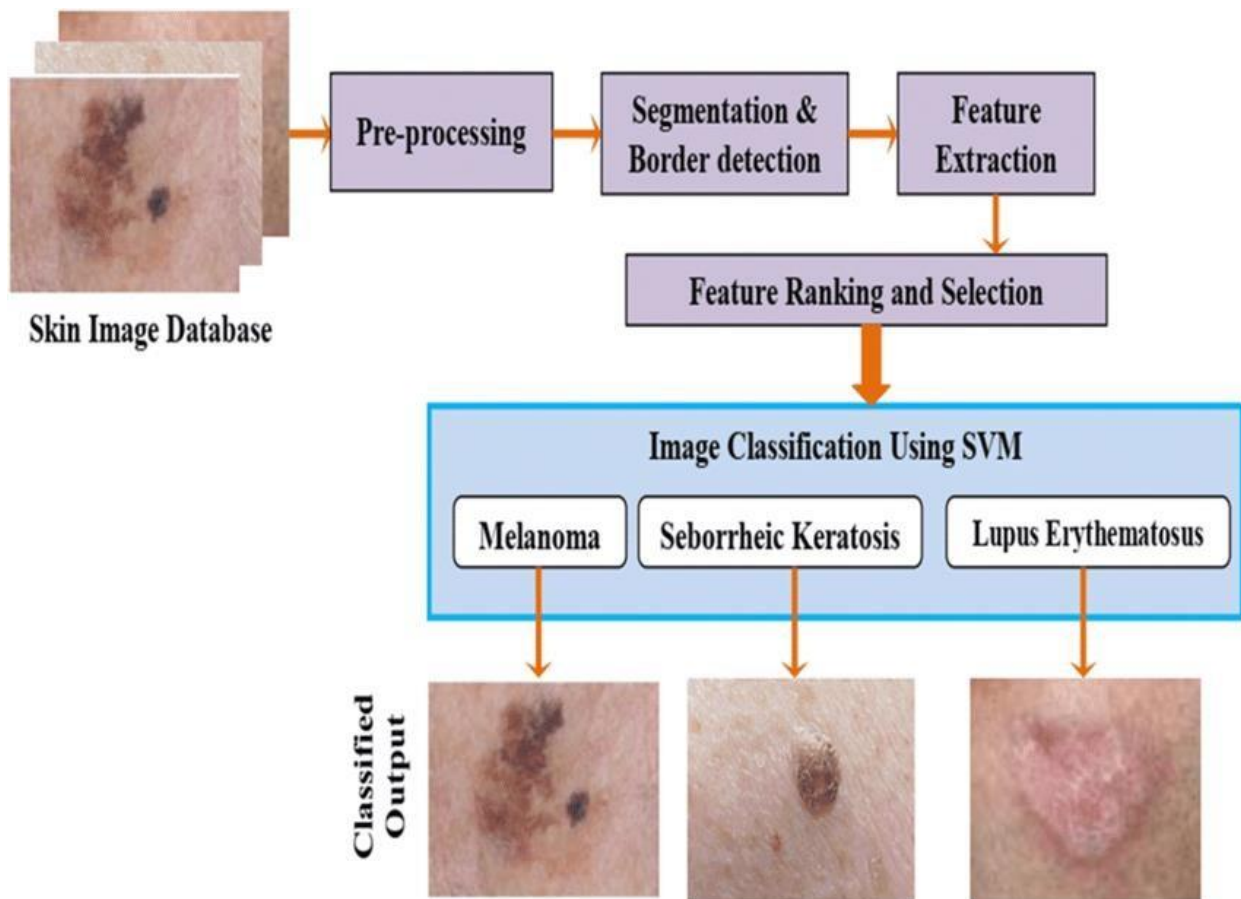 Skin Image Database
Pre-processing
Segmentation &
Border detection
Feature
Extraction
Feature Ranking and Selection
Image Classification Using SVM
Melanoma
Seborrheic Keratosis
Lupus Erythematosus
Classified
Output